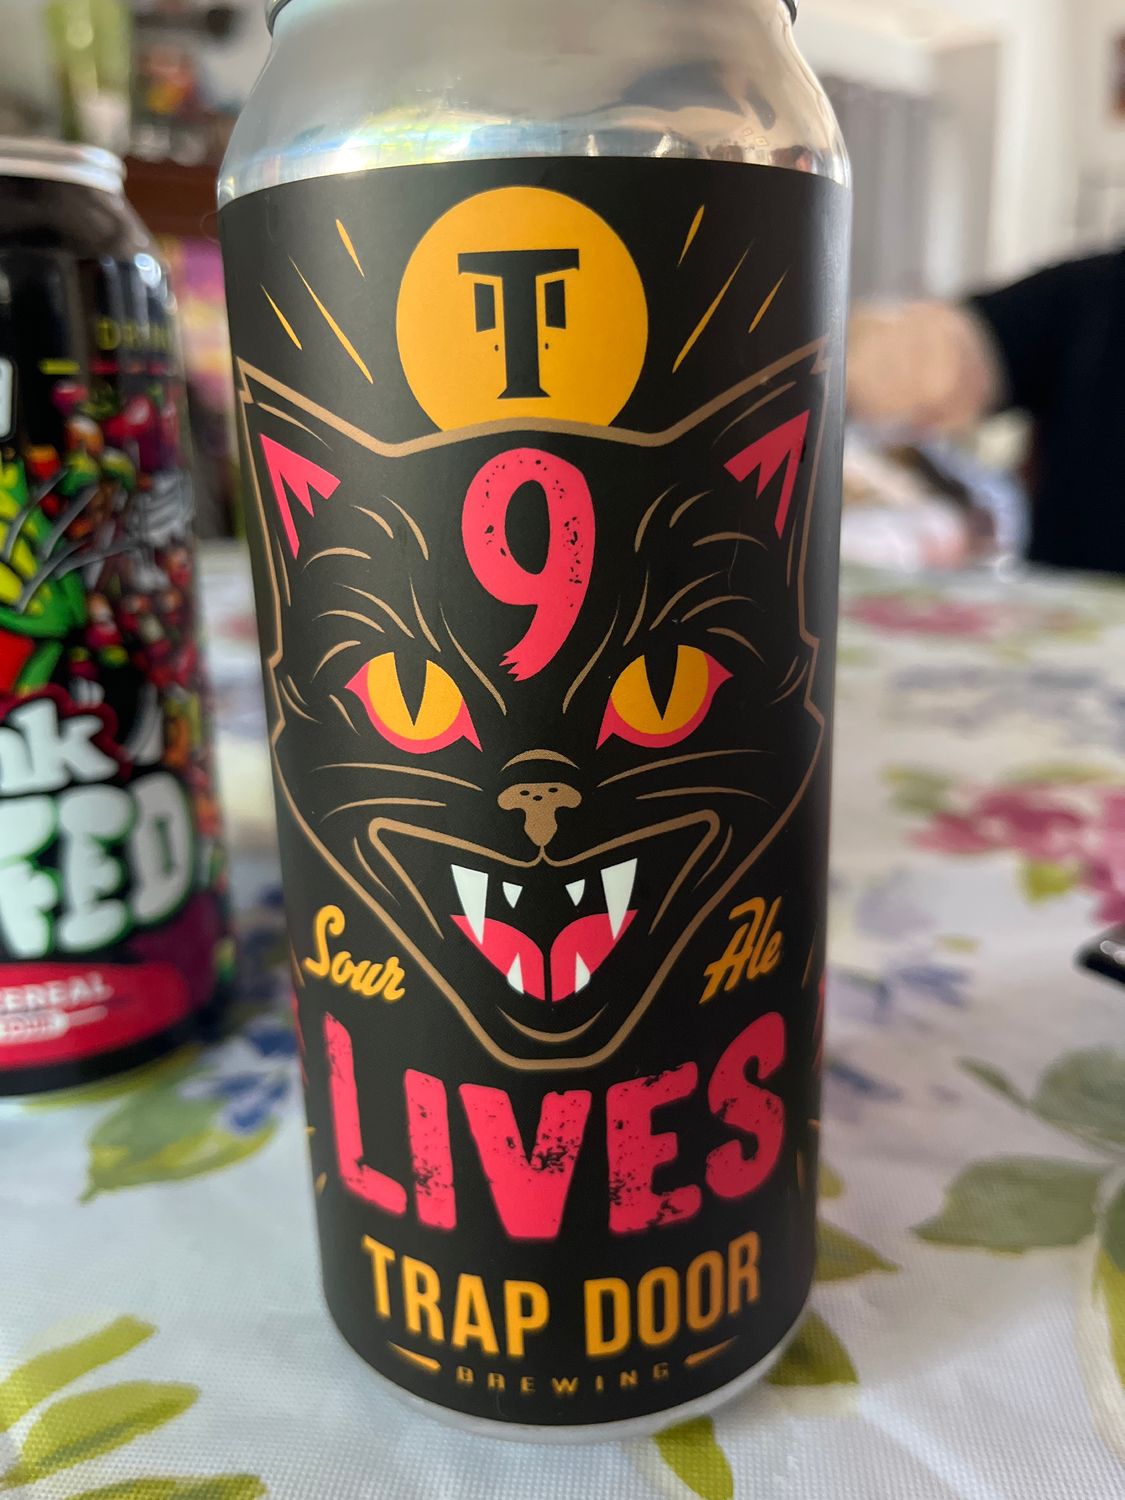 T
9
Sour Ale
LIVES
TRAP DOOR
BREWING
CEREAL